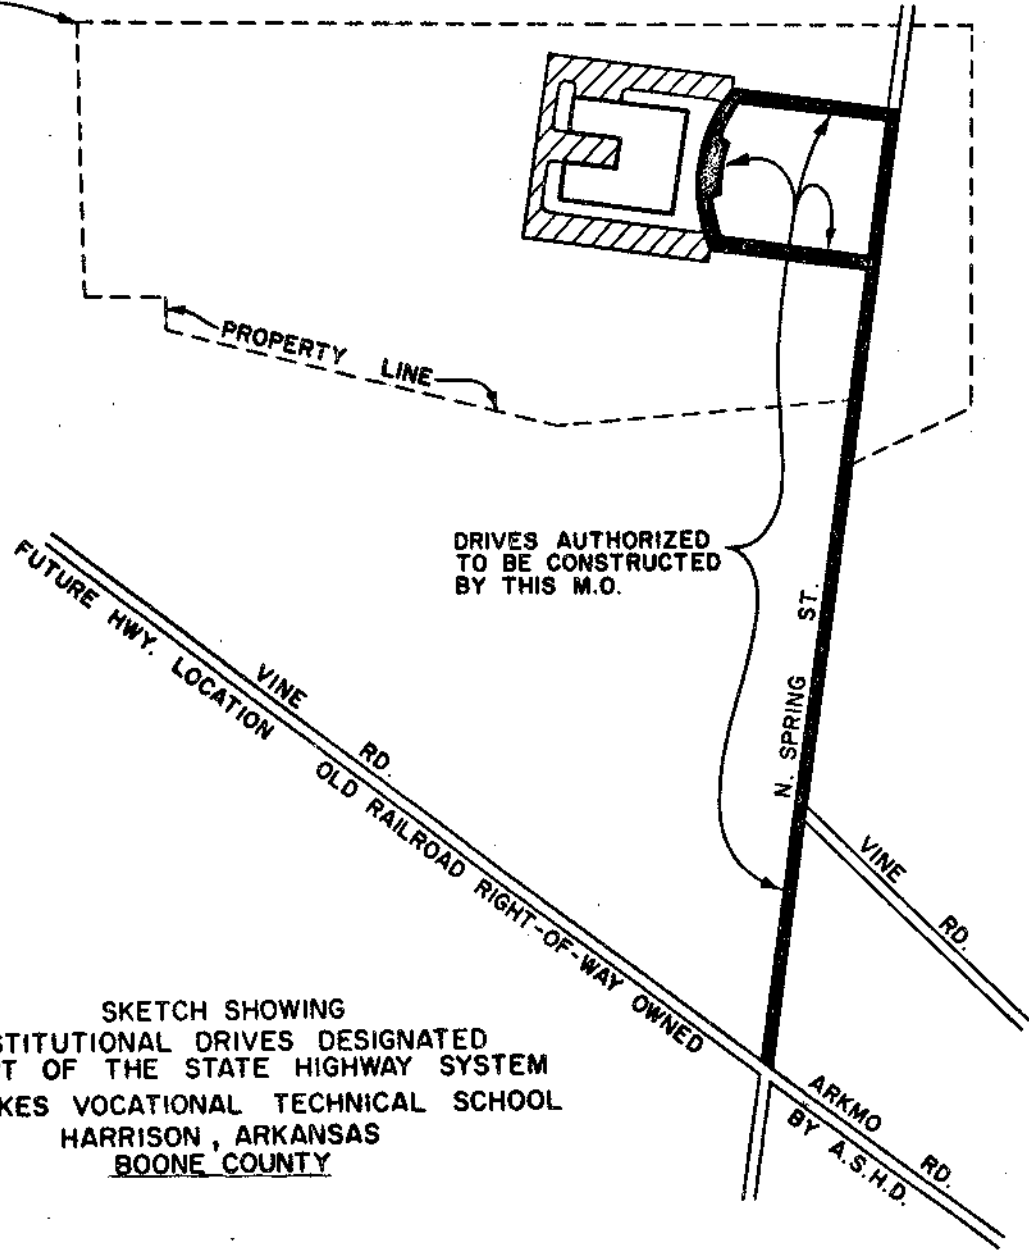 PROPERTY LINE
DRIVES AUTHORIZED
TO BE CONSTRUCTED
BY THIS M.O.
N. SPRING ST.
FUTURE HWY. LOCATION
VINE RD.
OLD RAILROAD RIGHT-OF-WAY OWNED
BY A.S.H.D.
VINE RD.
ARKMO RD.
SKETCH SHOWING
STITUTIONAL DRIVES DESIGNATED
T OF THE STATE HIGHWAY SYSTEM
KES VOCATIONAL TECHNICAL SCHOOL
HARRISON, ARKANSAS
BOONE COUNTY